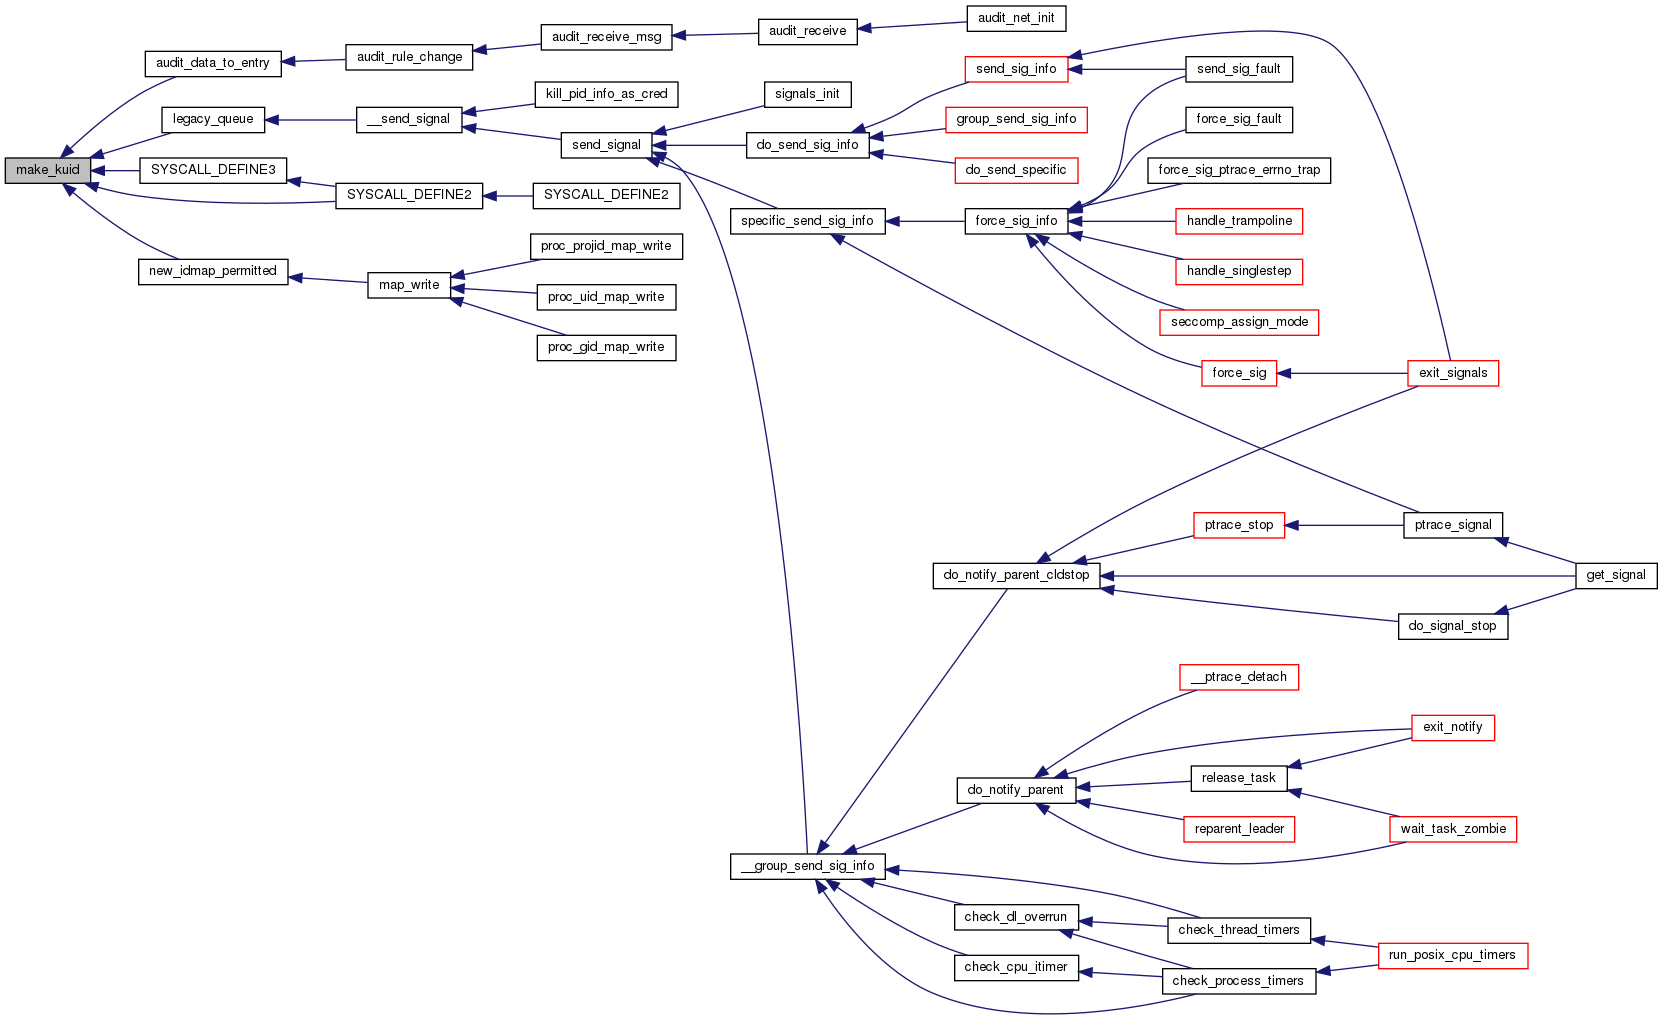 make_kuid
audit_data_to_entry
audit_rule_change
audit_receive_msg
audit_receive
audit_net_init
legacy_queue
__send_signal
kill_pid_info_as_cred
send_signal
signals_init
do_send_sig_info
send_sig_info
group_send_sig_info
do_send_specific
send_sig_fault
force_sig_fault
force_sig_ptrace_errno_trap
SYSCALL_DEFINE3
SYSCALL_DEFINE2
SYSCALL_DEFINE2
specific_send_sig_info
force_sig_info
handle_trampoline
handle_singlestep
seccomp_assign_mode
force_sig
exit_signals
new_idmap_permitted
map_write
proc_projid_map_write
proc_uid_map_write
proc_gid_map_write
ptrace_stop
ptrace_signal
do_notify_parent_cldstop
get_signal
do_signal_stop
__ptrace_detach
exit_notify
do_notify_parent
release_task
reparent_leader
wait_task_zombie
__group_send_sig_info
check_dl_overrun
check_thread_timers
check_cpu_itimer
check_process_timers
run_posix_cpu_timers